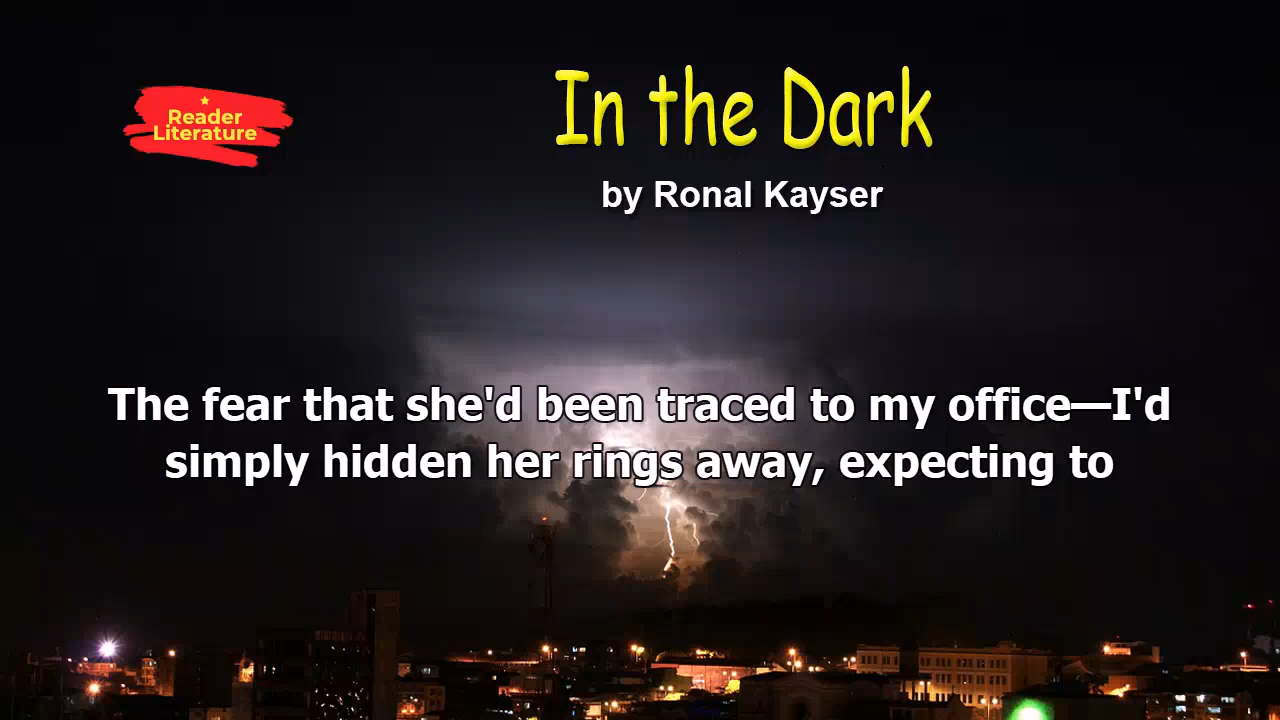 In the Dark
Reader
Literature
by Ronal Kayser
The fear that she'd been traced to my office—I'd
simply hidden her rings away, expecting to